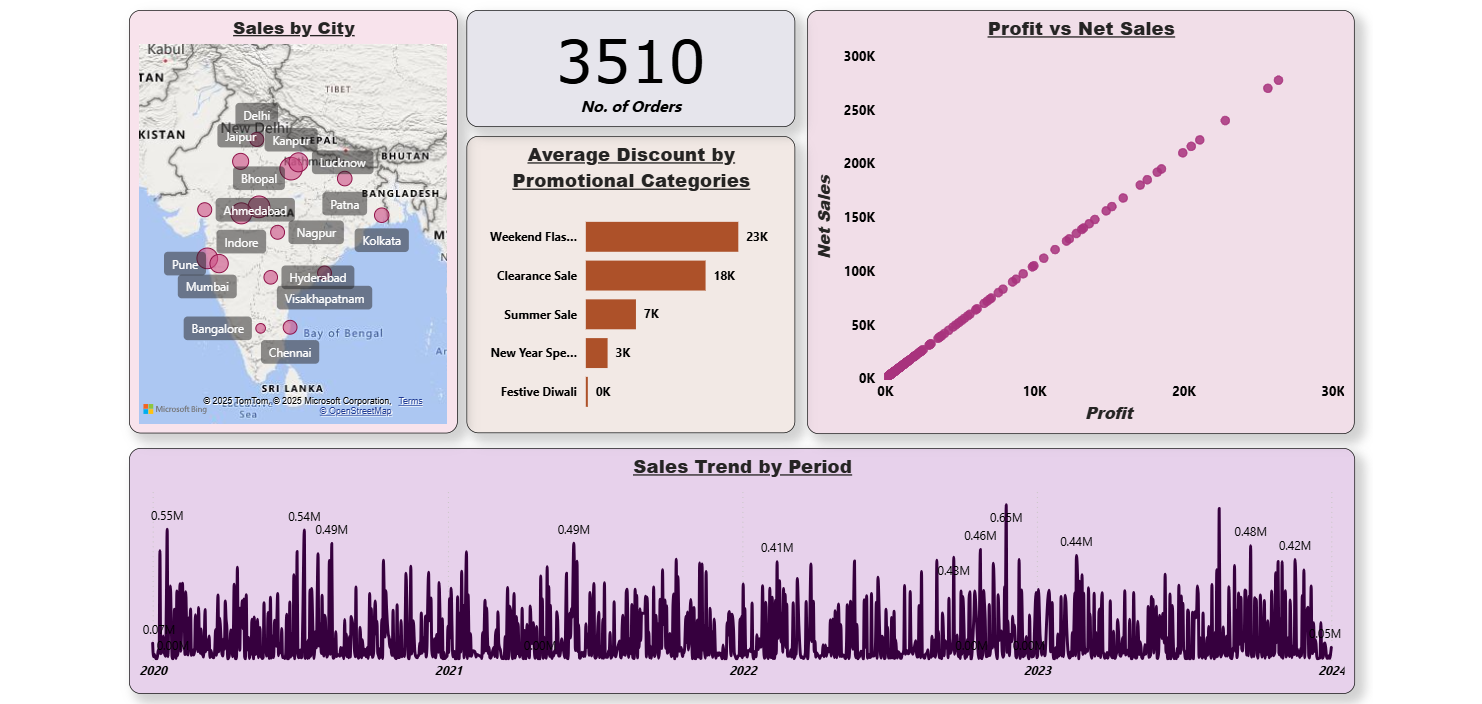 Sales by City
Kabul
TAN
TIBET
Delhi
New Delhi
Jaipur
Kanpur
KISTAN
Lucknow
BHUTAN
Bhopal
BANGLADESH
Patna
Ahmedabad
Kolkata
Nagpur
Indore
Pune
Mumbai
Hyderabad
Visakhapatnam
Bangalore
Bay of Bengal
Chennai
SRI LANKA
© 2025 TomTom, © 2025 Microsoft Corporation, Terms
Microsoft Bing
© OpenStreetMap
Sea
3510
No. of Orders
Average Discount by
Promotional Categories
Weekend Flas... 23K
Clearance Sale 18K
Summer Sale 7K
New Year Spe... 3K
Festive Diwali 0K
Profit vs Net Sales
Net Sales
300K
250K
200K
150K
100K
50K
0K
0K 10K 20K 30K
Profit
Sales Trend by Period
0.55M
0.54M
0.49M
0.49M
0.41M
0.43M
0.46M
0.65M
0.44M
0.48M
0.42M
0.07M
0.05M
2020 2021 2022 2023 2024